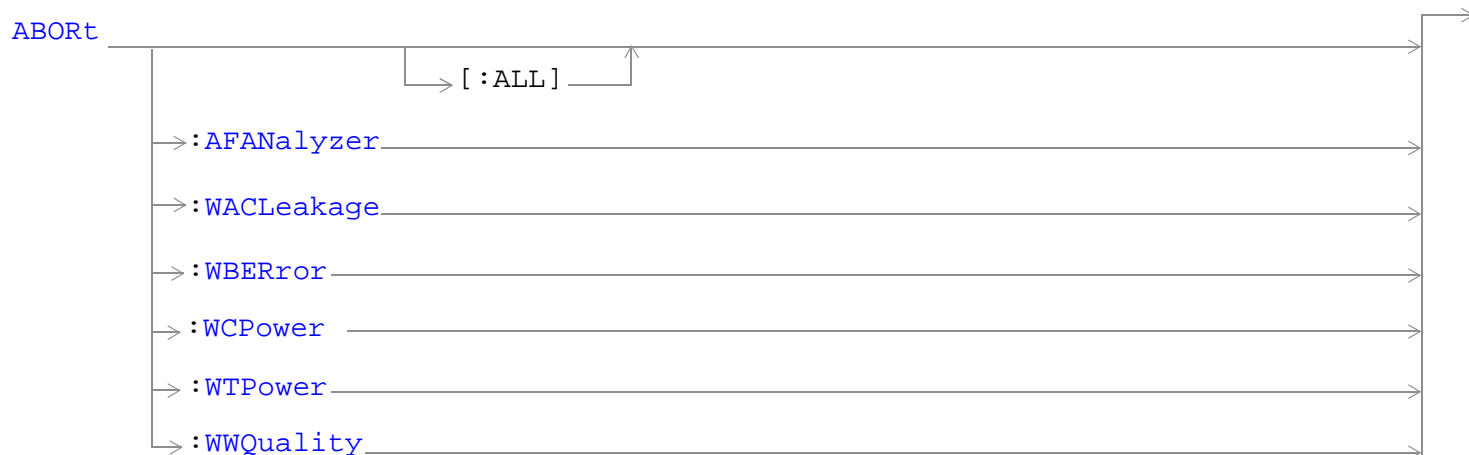 ABORt
[:ALL]
:AFANalyzer
:WACLeakage
:WBERror
:WCPower
:WTPower
:WWQuality